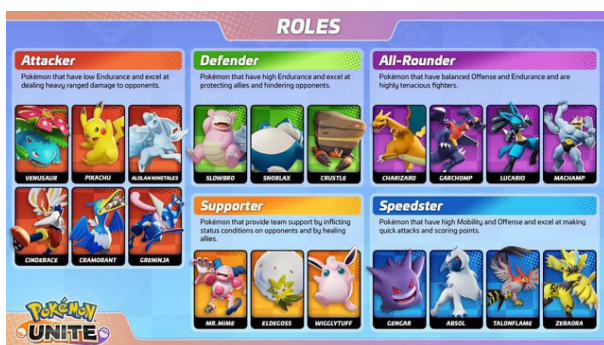 ROLES
Attacker
Pokémon that have low Endurance and excel at
dealing heavy ranged damage to opponents.
VENUSAUR
PIKACHU
ALOLAN NINETALES
CINDERACE
CRAMORANT
GRENINJA
Defender
Pokémon that have high Endurance and excel at
protecting allies and hindering opponents.
SLOWBRO
SNORLAX
CRUSTLE
All-Rounder
Pokémon that have balanced Offense and Endurance and are
highly tenacious fighters.
CHARIZARD
GARCHOMP
LUCARIO
MACHAMP
Supporter
Pokémon that provide team support by inflicting
status conditions on opponents and by healing
allies.
MR. MIME
ELDEGOSS
WIGGLYTUFF
Speedster
Pokémon that have high Mobility and Offense and excel at making
quick attacks and scoring points.
GENGAR
ABSOL
TALONFLAME
ZERAORA
POKÉMON
UNITE